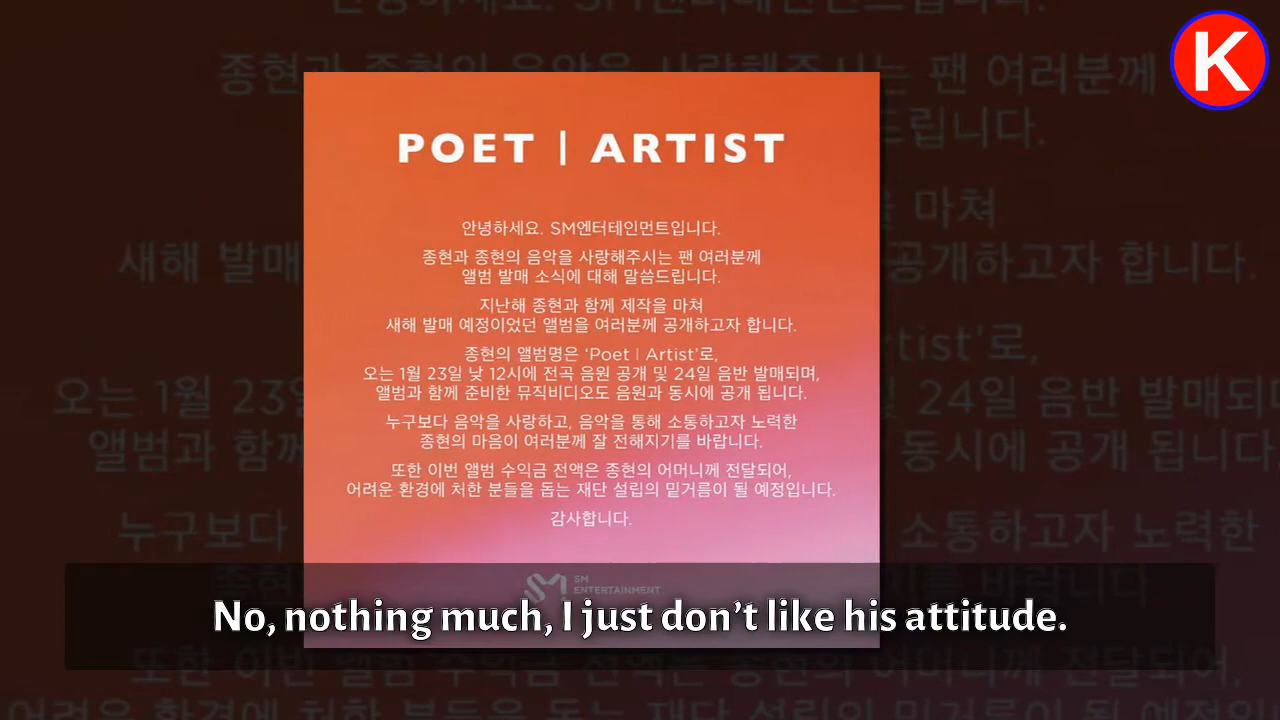 K
POET | ARTIST
안녕하세요. SM엔터테인먼트입니다.
종현과 종현의 음악을 사랑해주시는 팬 여러분께
앨범 발매 소식에 대해 말씀드립니다.
지난해 종현과 함께 제작을 마쳐
새해 발매 예정이었던 앨범을 여러분께 공개하고자 합니다.
종현의 앨범명은 ‘Poet | Artist’로,
오는 1월 23일 낮 12시에 전곡 음원 공개 및 24일 음반 발매되며,
앨범과 함께 준비한 뮤직비디오도 음원과 동시에 공개 됩니다.
누구보다 음악을 사랑하고, 음악을 통해 소통하고자 노력한
종현의 마음이 여러분께 잘 전해지기를 바랍니다.
또한 이번 앨범 수익금 전액은 종현의 어머니께 전달되어,
어려운 환경에 처한 분들을 돕는 재단 설립의 밑거름이 될 예정입니다.
감사합니다.
SM
ENTERTAINMENT
No, nothing much, I just don’t like his attitude.